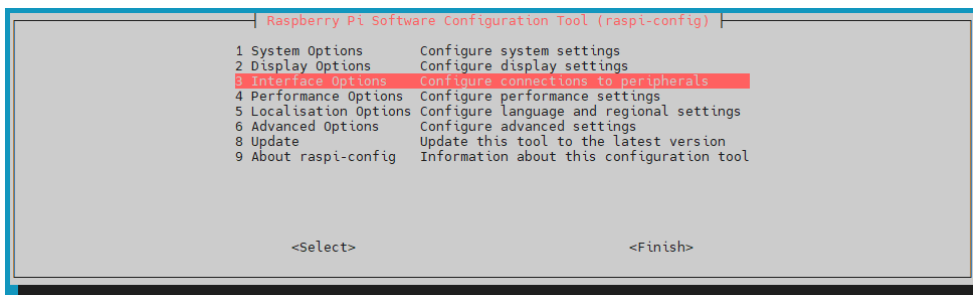 Raspberry Pi Software Configuration Tool (raspi-config)
1 System Options Configure system settings
2 Display Options Configure display settings
3 Interface Options Configure connections to peripherals
4 Performance Options Configure performance settings
5 Localisation Options Configure language and regional settings
6 Advanced Options Configure advanced settings
8 Update Update this tool to the latest version
9 About raspi-config Information about this configuration tool
<Select> <Finish>